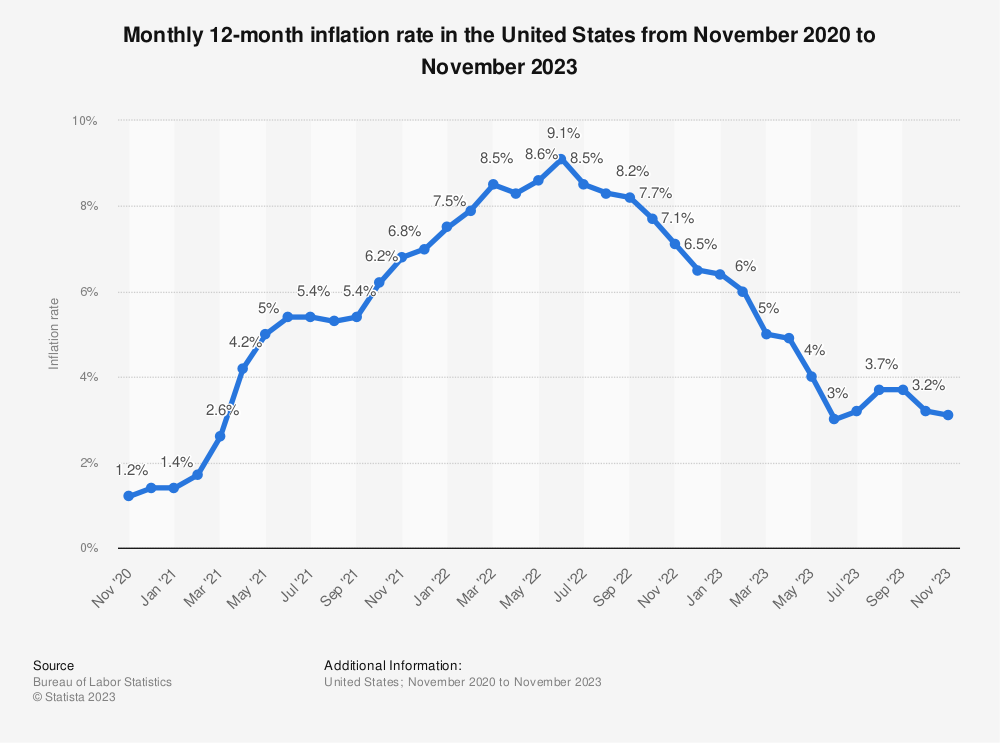 Monthly 12-month inflation rate in the United States from November 2020 to
November 2023
Inflation rate
10%
8%
6%
4%
2%
0%
1.2%
1.4%
2.6%
4.2%
5%
5.4%
5.4%
6.2%
6.8%
7.5%
8.5%
8.6%
9.1%
8.5%
8.2%
7.7%
7.1%
6.5%
6%
5%
4%
3%
3.7%
3.2%
Nov '20
Jan '21
Mar '21
May '21
Jul '21
Sep '21
Nov '21
Jan '22
Mar '22
May '22
Jul '22
Sep '22
Nov '22
Jan '23
Mar '23
May '23
Jul '23
Sep '23
Nov '23
Source
Bureau of Labor Statistics
© Statista 2023
Additional Information:
United States; November 2020 to November 2023